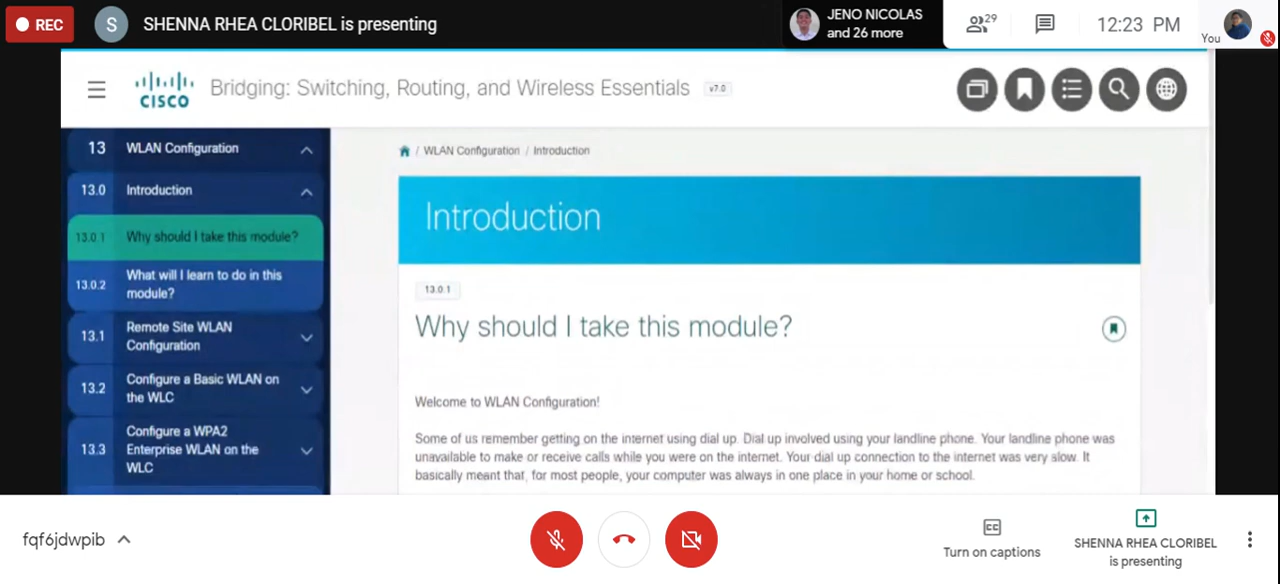 REC
S
SHENNA RHEA CLORIBEL is presenting
JENO NICOLAS
and 26 more
29
12:23 PM
You
CISCO
Bridging: Switching, Routing, and Wireless Essentials
v7.0
13 WLAN Configuration
13.0 Introduction
13.0.1 Why should I take this module?
13.0.2 What will I learn to do in this
module?
13.1 Remote Site WLAN
Configuration
13.2 Configure a Basic WLAN on
the WLC
13.3 Configure a WPA2
Enterprise WLAN on the
WLC
/ WLAN Configuration / Introduction
Introduction
13.0.1
Why should I take this module?
Welcome to WLAN Configuration!
Some of us remember getting on the internet using dial up. Dial up involved using your landline phone. Your landline phone was
unavailable to make or receive calls while you were on the internet. Your dial up connection to the internet was very slow. It
basically meant that, for most people, your computer was always in one place in your home or school.
fqf6jdwpib
CC
Turn on captions
SHENNA RHEA CLORIBEL
is presenting